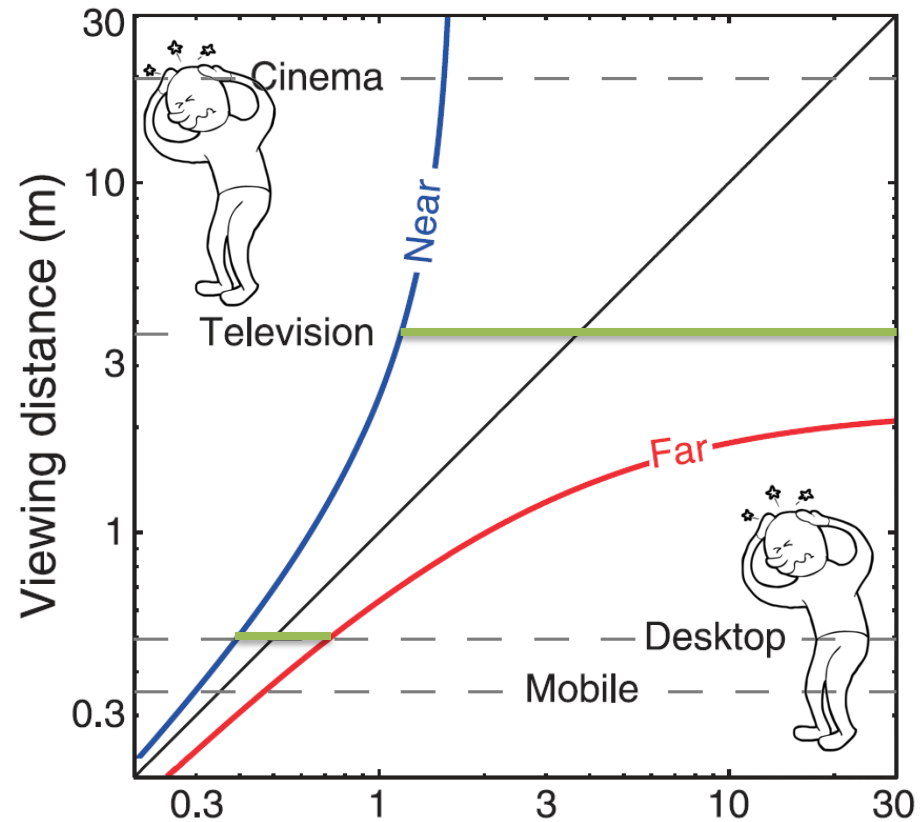 30
Cinema
10
Near
Viewing distance (m)
Television
3
Far
1
Desktop
Mobile
0.3
0.3 1 3 10 30